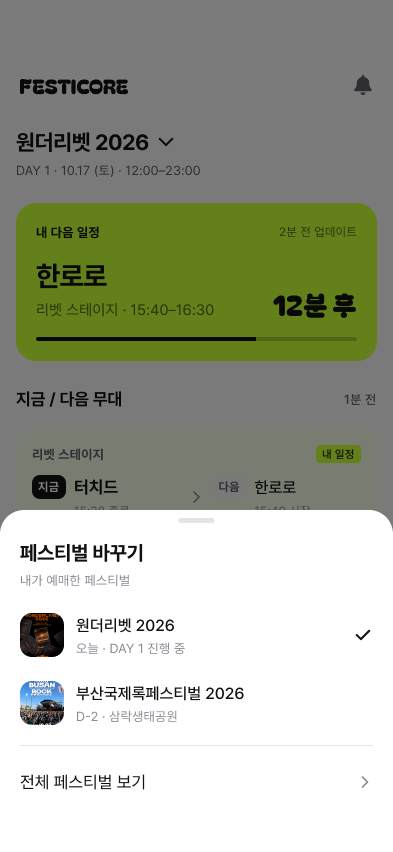 FESTICORE
원더리벳 2026
DAY 1 · 10.17 (토) · 12:00–23:00
내 다음 일정
2분 전 업데이트
한로로
리벳 스테이지 · 15:40–16:30
12분 후
지금 / 다음 무대
1분 전
리벳 스테이지
내 일정
지금 터치드
다음 한로로
페스티벌 바꾸기
내가 예매한 페스티벌
원더리벳 2026
오늘 · DAY 1 진행 중
BUSAN
ROCK
부산국제록페스티벌 2026
D-2 · 삼락생태공원
전체 페스티벌 보기